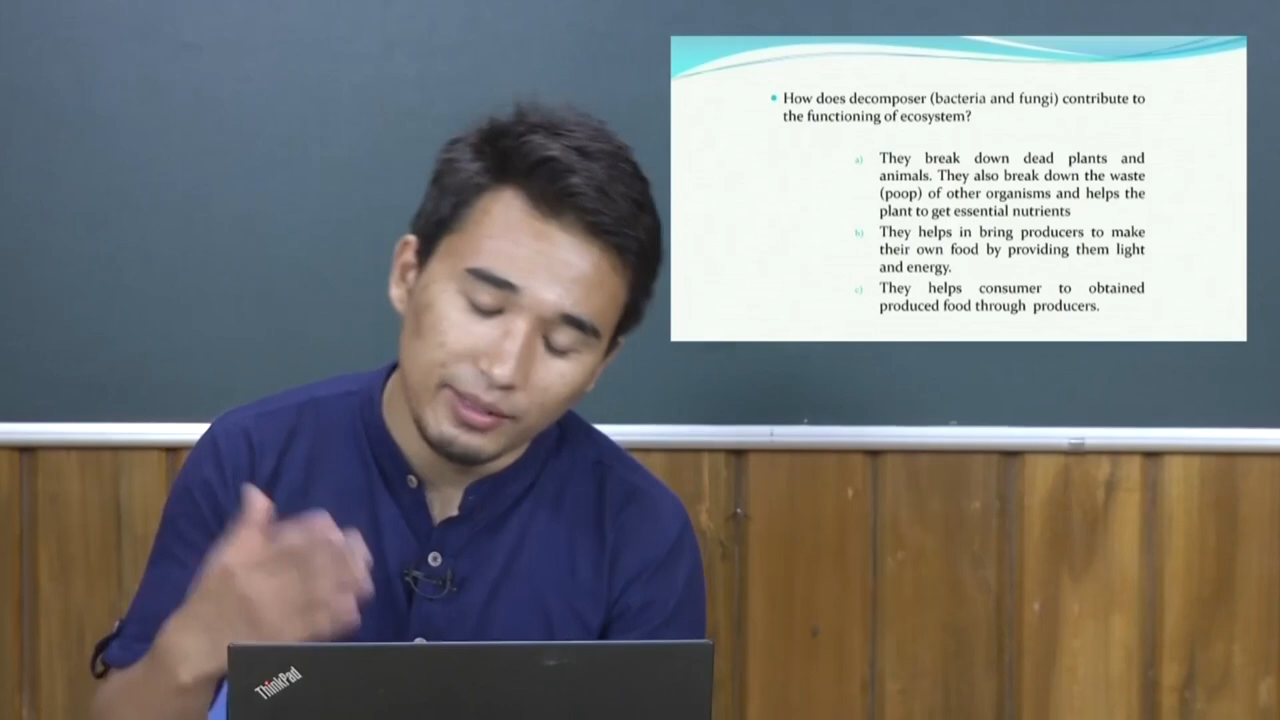 How does decomposer (bacteria and fungi) contribute to
the functioning of ecosystem?
a) They break down dead plants and
animals. They also break down the waste
(poop) of other organisms and helps the
plant to get essential nutrients
b) They helps in bring producers to make
their own food by providing them light
and energy.
c) They helps consumer to obtained
produced food through producers.
ThinkPad